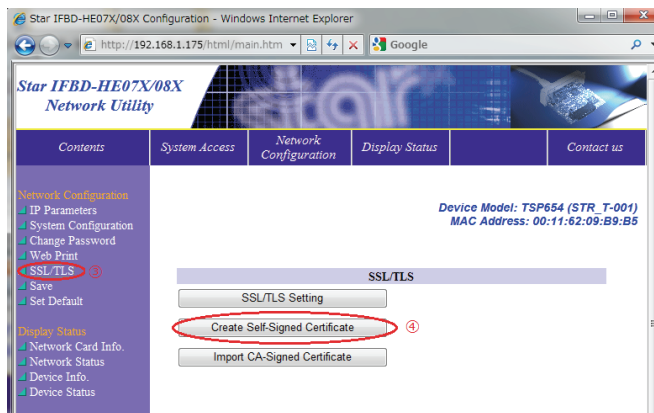 Star IFBD-HE07X/08X Configuration - Windows Internet Explorer
http://192.168.1.175/html/main.htm
Google
Star IFBD-HE07X/08X
Network Utility
star
Contents
System Access
Network
Configuration
Display Status
Contact us
Network Configuration
IP Parameters
System Configuration
Change Password
Web Print
SSL/TLS ③
Save
Set Default
Display Status
Network Card Info.
Network Status
Device Info.
Device Status
Device Model: TSP654 (STR_T-001)
MAC Address: 00:11:62:09:B9:B5
SSL/TLS
SSL/TLS Setting
Create Self-Signed Certificate ④
Import CA-Signed Certificate